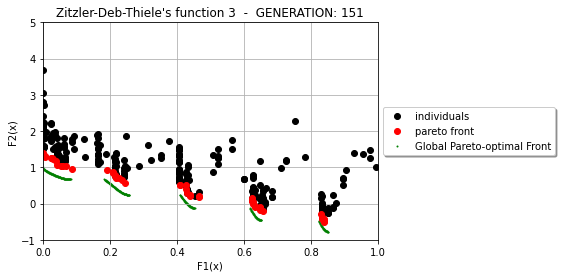 Zitzler-Deb-Thiele's function 3 - GENERATION: 151
5
4
3
2
1
0
-1
F2(x)
0.0 0.2 0.4 0.6 0.8 1.0
F1(x)
individuals
pareto front
Global Pareto-optimal Front